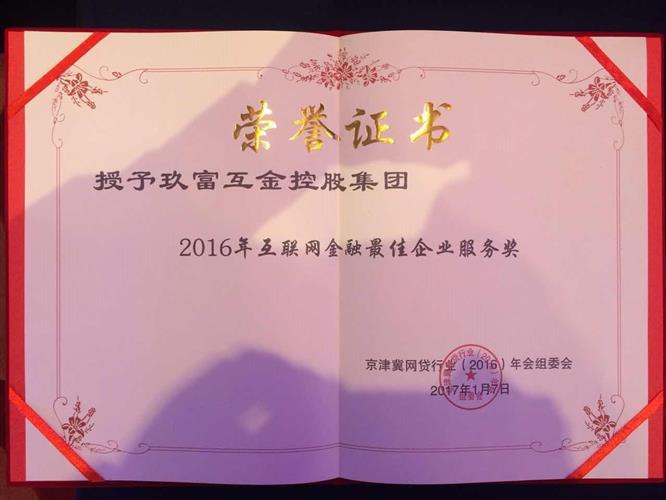 荣誉证书
授予玖富互金控股集团
2016年互联网金融最佳企业服务奖
京津冀网贷行业（2016）年会组委会
2017年1月7日